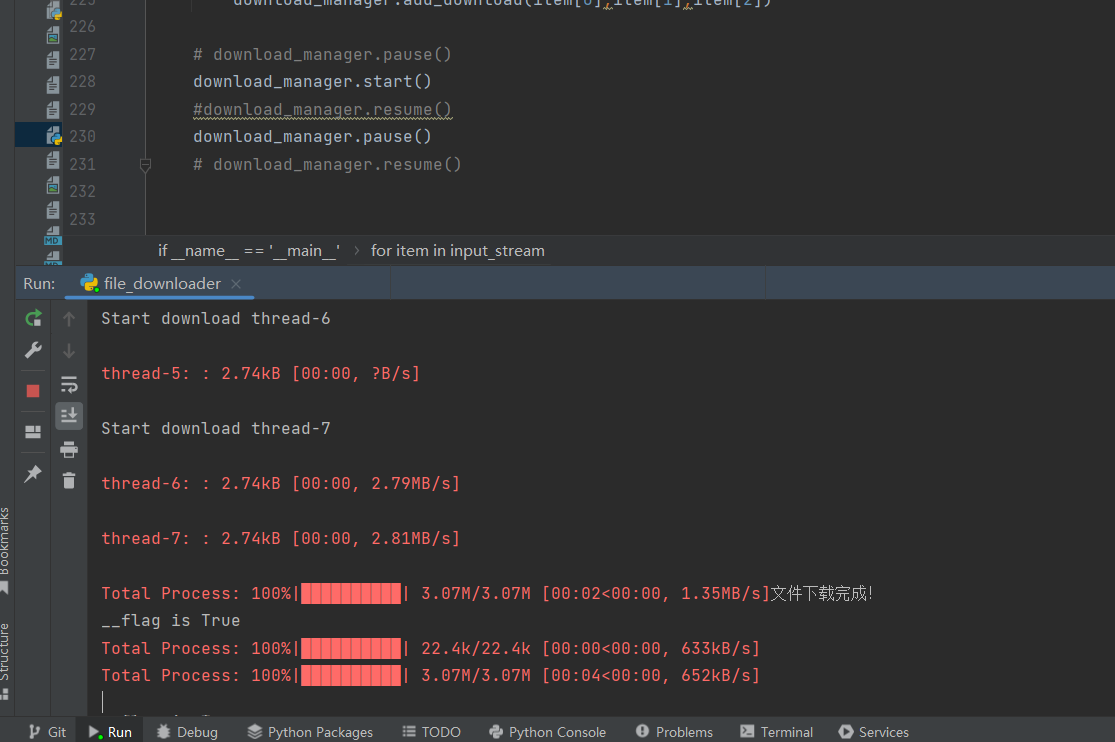 225 download_manager.add_download(item[0],item[1],item[2])
226
227 # download_manager.pause()
228 download_manager.start()
229 #download_manager.resume()
230 download_manager.pause()
231 # download_manager.resume()
232
233
MD
if __name__ == '__main__' › for item in input_stream
Run: file_downloader ×
Start download thread-6
thread-5: : 2.74kB [00:00, ?B/s]
Start download thread-7
thread-6: : 2.74kB [00:00, 2.79MB/s]
thread-7: : 2.74kB [00:00, 2.81MB/s]
Total Process: 100%|██████████| 3.07M/3.07M [00:02<00:00, 1.35MB/s]文件下载完成!
__flag is True
Total Process: 100%|██████████| 22.4k/22.4k [00:00<00:00, 633kB/s]
Total Process: 100%|██████████| 3.07M/3.07M [00:04<00:00, 652kB/s]
Bookmarks
Structure
Git Run Debug Python Packages TODO Python Console Problems Terminal Services